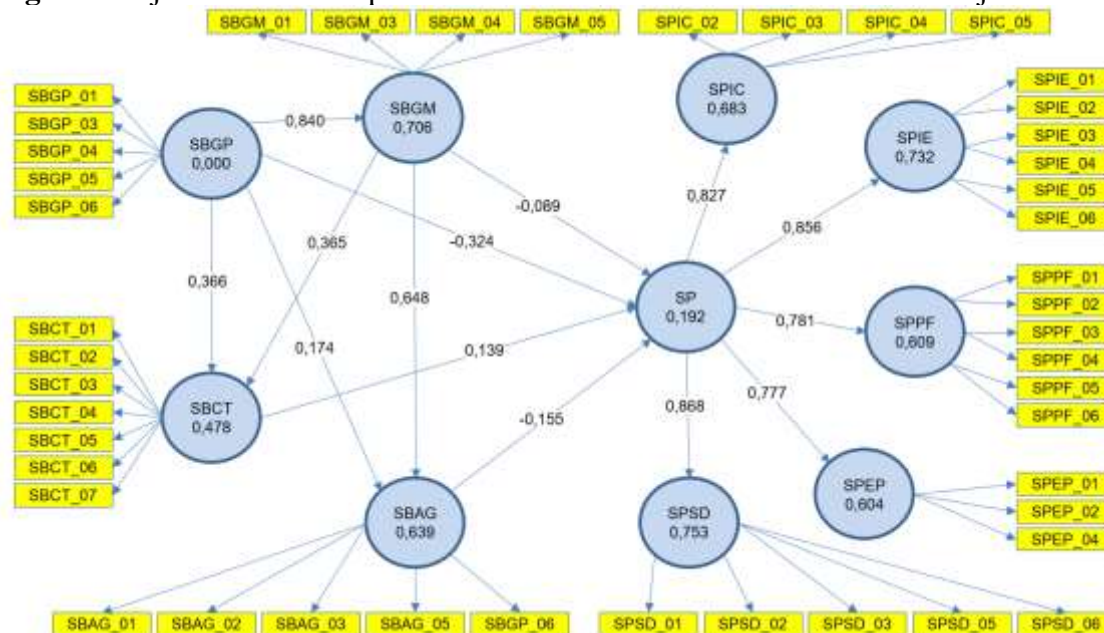 SBGM_01 SBGM_03 SBGM_04 SBGM_05
SPIC_02 SPIC_03 SPIC_04 SPIC_05
SBGP_01
SBGP_03
SBGP_04
SBGP_05
SBGP_06
SBGP
0,000
0,840
SBGM
0,706
SPIC
0,683
SPIE_01
SPIE_02
SPIE_03
SPIE_04
SPIE_05
SPIE_06
SPIE
0,732
0,827
-0,089
0,856
0,365
-0,324
0,366
0,648
SP
0,192
0,781
SPPF_01
SPPF_02
SPPF_03
SPPF_04
SPPF_05
SPPF_06
SPPF
0,609
SBCT_01
SBCT_02
SBCT_03
SBCT_04
SBCT_05
SBCT_06
SBCT_07
SBCT
0,478
0,174
0,139
-0,155
0,868
0,777
SBAG
0,639
SPSD
0,753
SPEP
0,604
SPEP_01
SPEP_02
SPEP_04
SBAG_01 SBAG_02 SBAG_03 SBAG_05 SBGP_06
SPSD_01 SPSD_02 SPSD_03 SPSD_05 SPSD_06